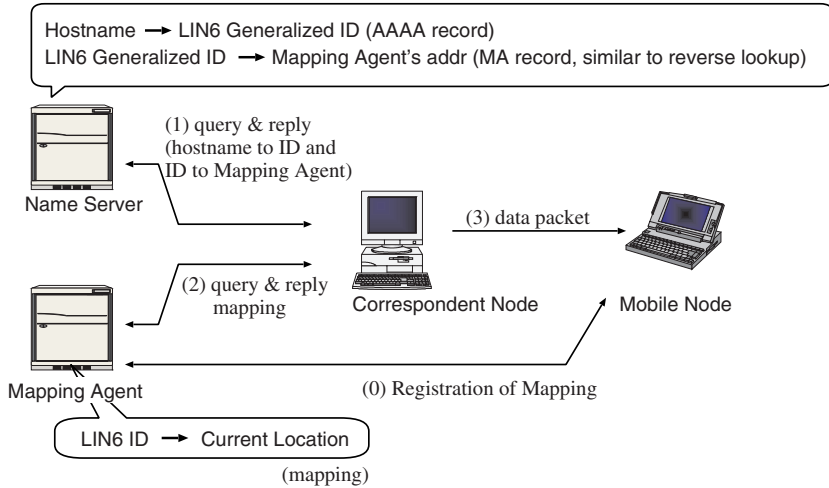 Hostname → LIN6 Generalized ID (AAAA record)
LIN6 Generalized ID → Mapping Agent's addr (MA record, similar to reverse lookup)
(1) query & reply
(hostname to ID and
ID to Mapping Agent)
Name Server
(3) data packet
(2) query & reply
mapping
Correspondent Node
Mobile Node
(0) Registration of Mapping
Mapping Agent
LIN6 ID → Current Location
(mapping)